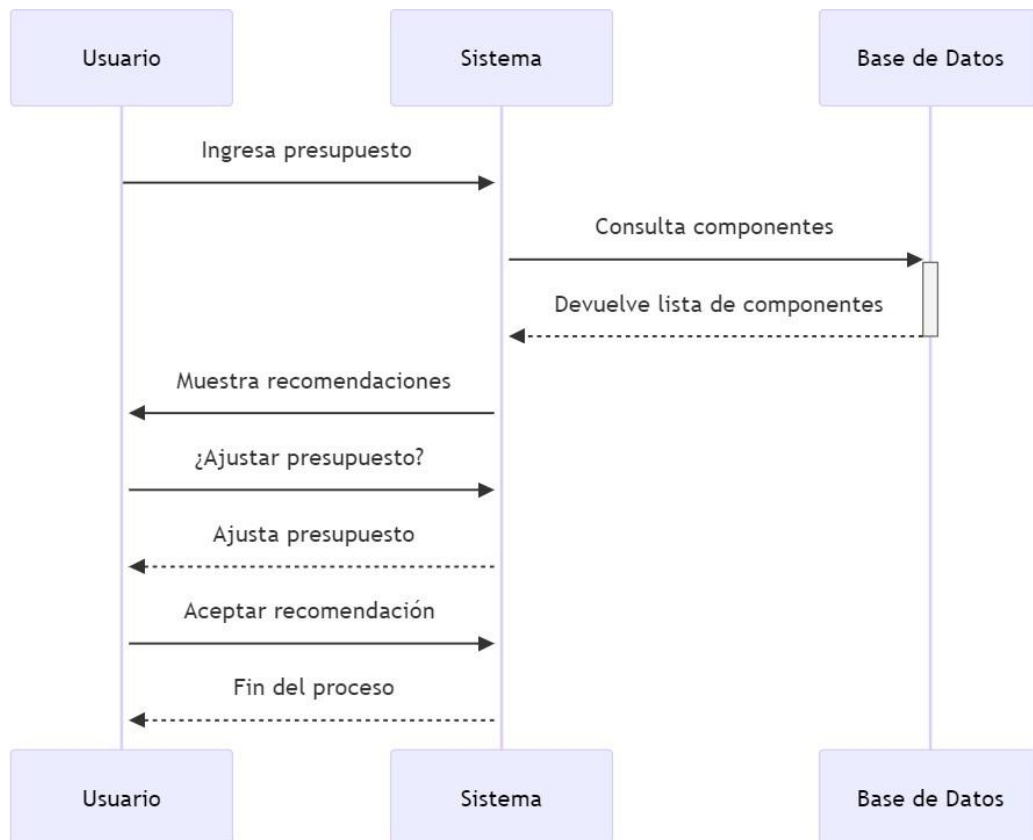 Usuario
Sistema
Base de Datos
Ingresa presupuesto
Consulta componentes
Devuelve lista de componentes
Muestra recomendaciones
¿Ajustar presupuesto?
Ajusta presupuesto
Aceptar recomendación
Fin del proceso
Usuario
Sistema
Base de Datos